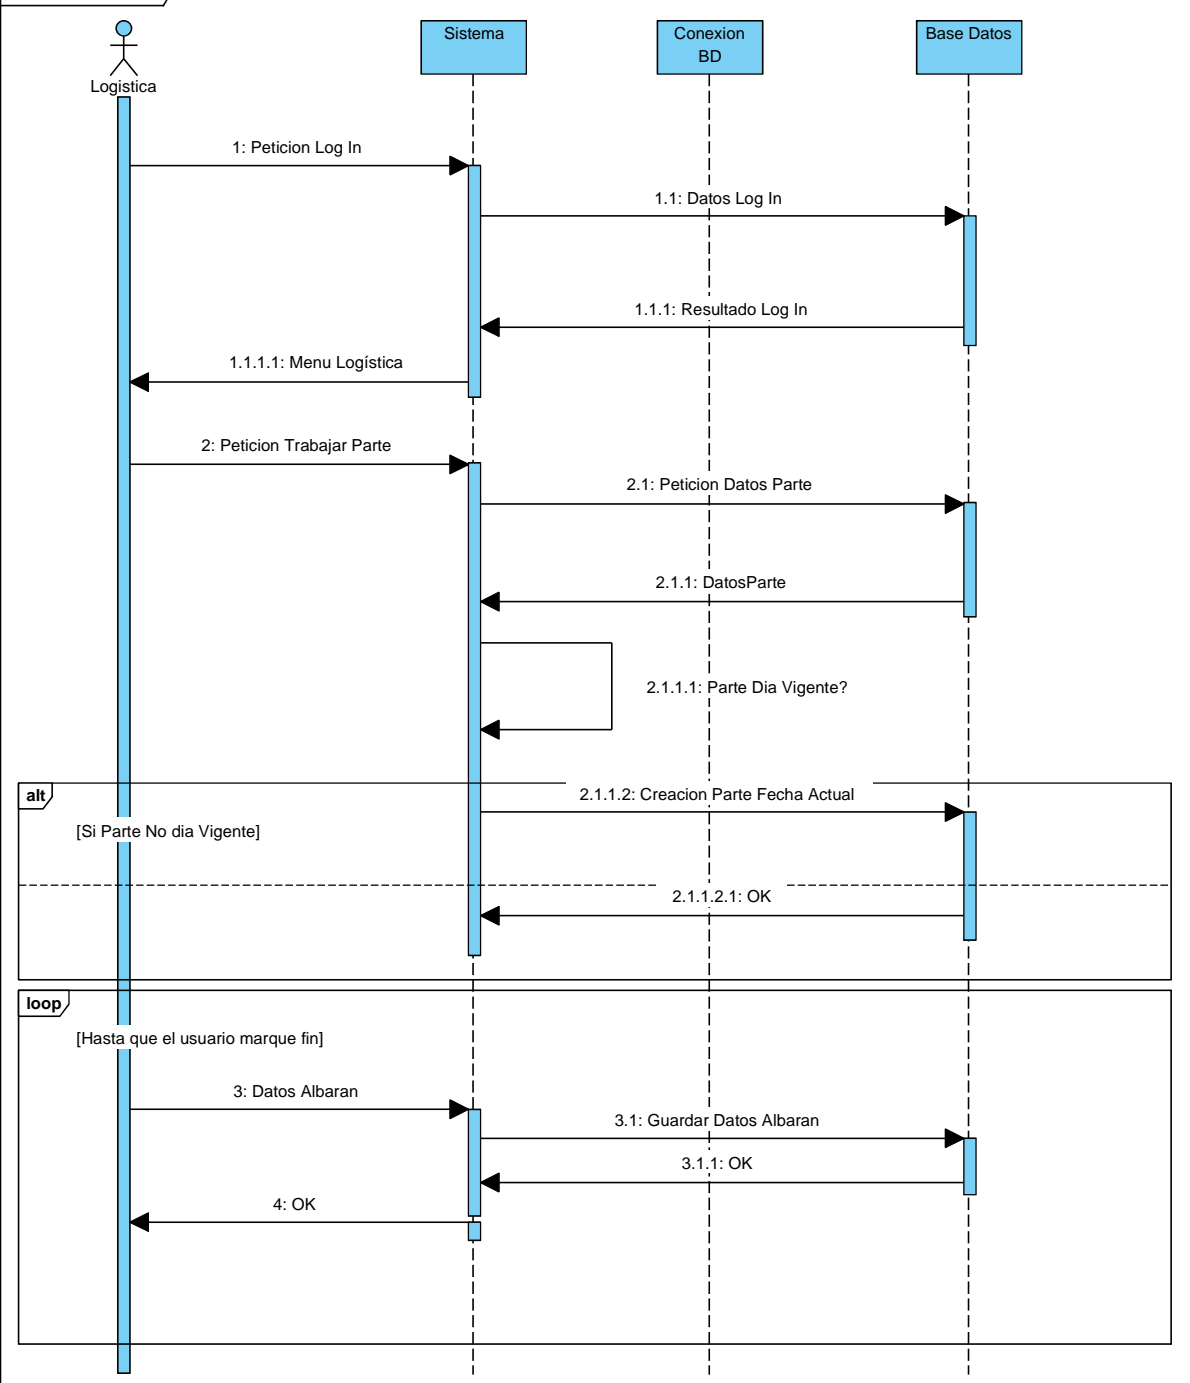 Logistica
Sistema
Conexion
BD
Base Datos
1: Peticion Log In
1.1: Datos Log In
1.1.1: Resultado Log In
1.1.1.1: Menu Logística
2: Peticion Trabajar Parte
2.1: Peticion Datos Parte
2.1.1: DatosParte
2.1.1.1: Parte Dia Vigente?
alt
2.1.1.2: Creacion Parte Fecha Actual
[Si Parte No dia Vigente]
2.1.1.2.1: OK
loop
[Hasta que el usuario marque fin]
3: Datos Albaran
3.1: Guardar Datos Albaran
3.1.1: OK
4: OK